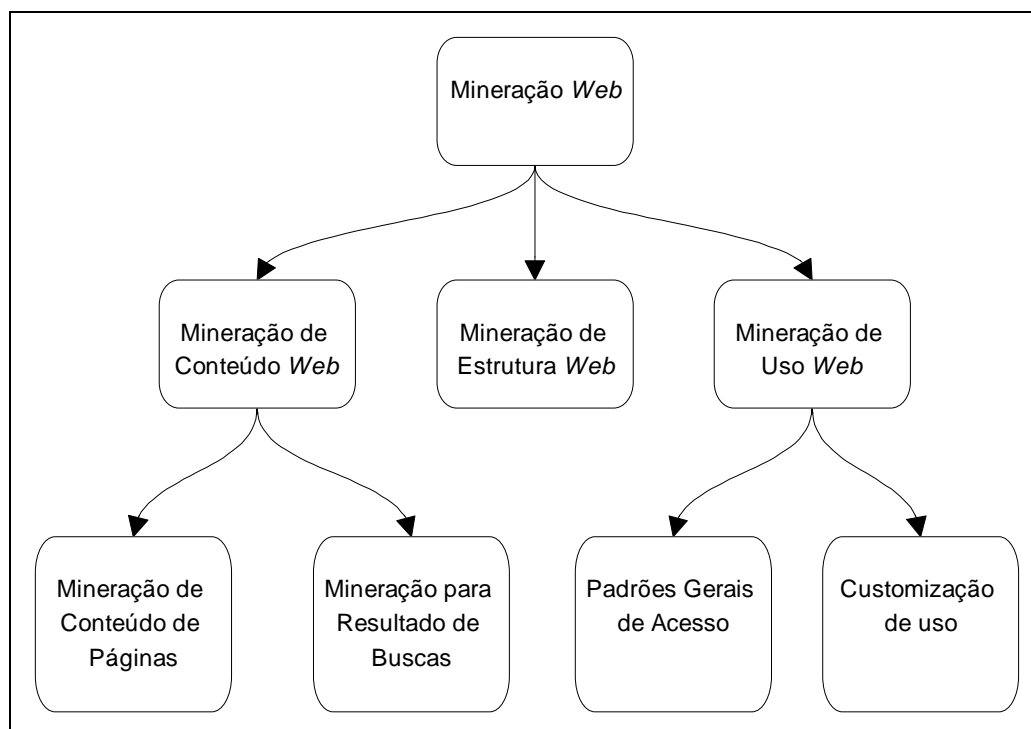 Mineração Web
Mineração de
Conteúdo Web
Mineração de
Estrutura Web
Mineração de
Uso Web
Mineração de
Conteúdo de
Páginas
Mineração para
Resultado de
Buscas
Padrões Gerais
de Acesso
Customização
de uso